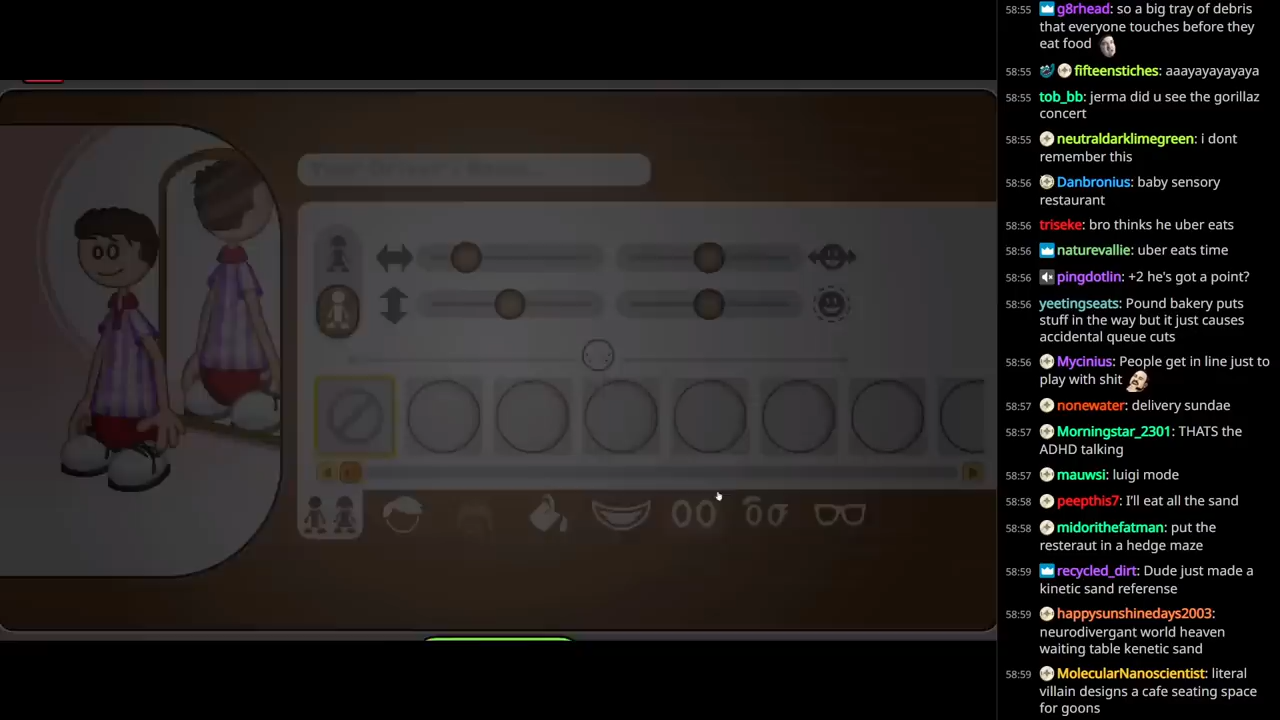 58:55 g8rhead: so a big tray of debris
that everyone touches before they
eat food
58:55 fifteenstiches: aaayayayayaya
58:55 tob_bb: jerma did u see the gorillaz
concert
58:55 neutraldarklimegreen: i dont
remember this
58:56 Danbronius: baby sensory
restaurant
58:56 triseke: bro thinks he uber eats
58:56 naturevallie: uber eats time
58:56 pingdotlin: +2 he's got a point?
58:56 yeetingseats: Pound bakery puts
stuff in the way but it just causes
accidental queue cuts
58:56 Mycinius: People get in line just to
play with shit
58:57 nonewater: delivery sundae
58:57 Morningstar_2301: THATS the
ADHD talking
58:57 mauwsi: luigi mode
58:58 peepthis7: I'll eat all the sand
58:58 midorithefatman: put the
resteraut in a hedge maze
58:59 recycled_dirt: Dude just made a
kinetic sand referense
58:59 happysunshinedays2003:
neurodivergant world heaven
waiting table kenetic sand
58:59 MolecularNanoscientist: literal
villain designs a cafe seating space
for goons